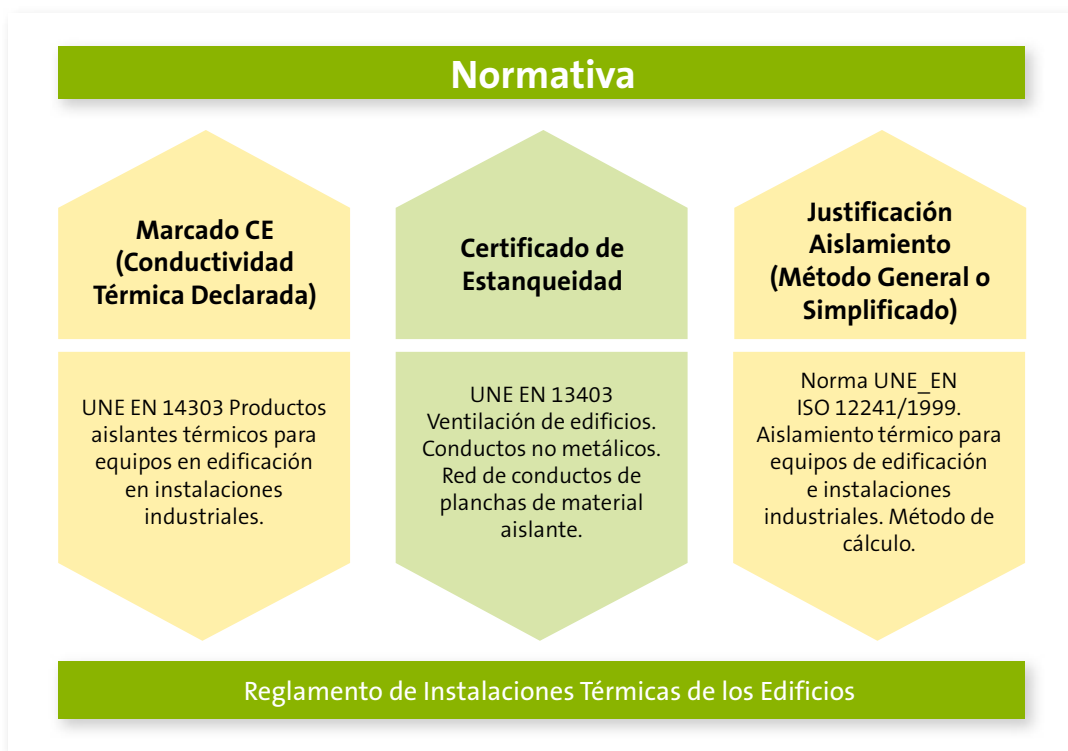 Normativa
Marcado CE
(Conductividad
Térmica Declarada)
UNE EN 14303 Productos
aislantes térmicos para
equipos en edificación
en instalaciones
industriales.
Certificado de
Estanqueidad
UNE EN 13403
Ventilación de edificios.
Conductos no metálicos.
Red de conductos de
planchas de material
aislante.
Justificación
Aislamiento
(Método General o
Simplificado)
Norma UNE_EN
ISO 12241/1999.
Aislamiento térmico para
equipos de edificación
e instalaciones
industriales. Método de
cálculo.
Reglamento de Instalaciones Térmicas de los Edificios